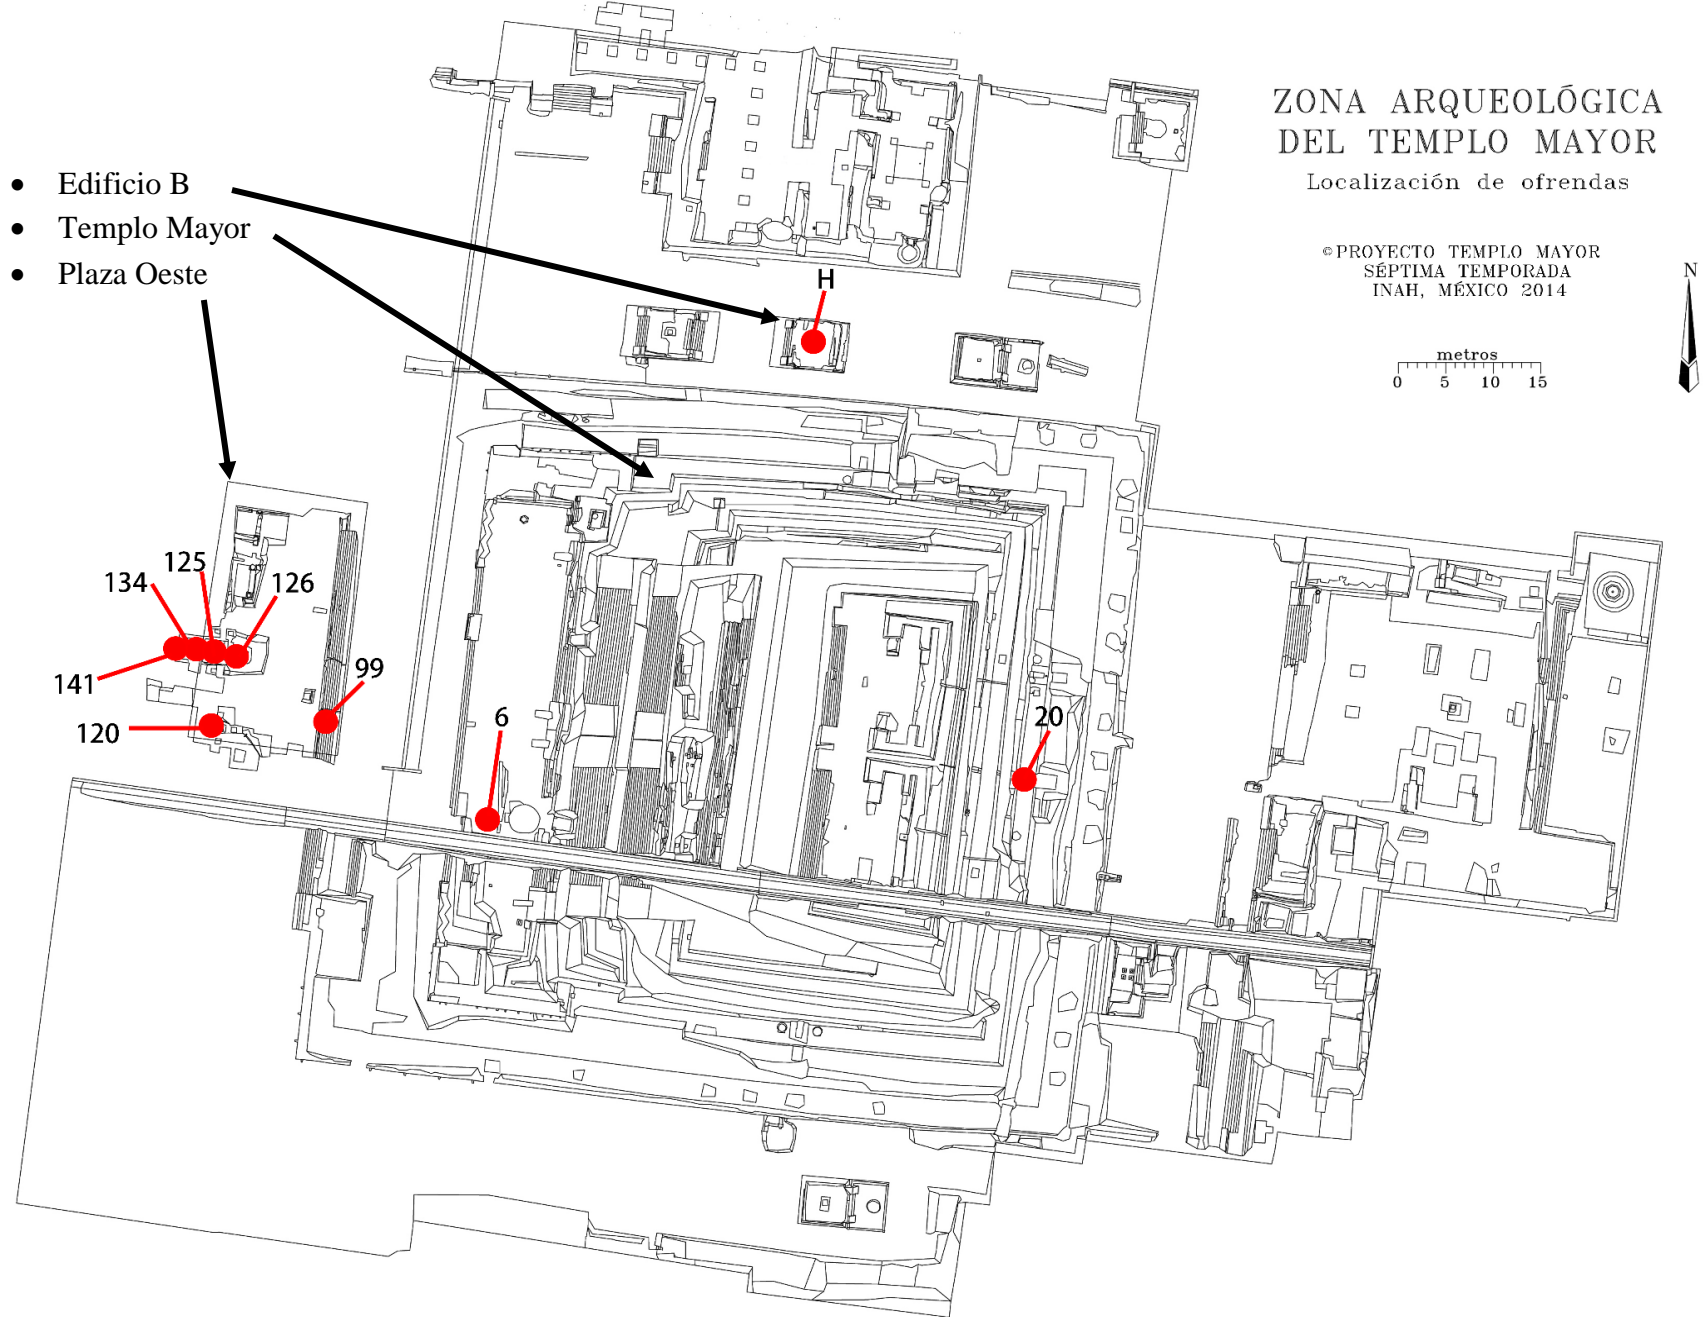 ZONA ARQUEOLÓGICA
DEL TEMPLO MAYOR
Localización de ofrendas
©PROYECTO TEMPLO MAYOR
SÉPTIMA TEMPORADA
INAH, MÉXICO 2014
N
metros
0 5 10 15
• Edificio B
• Templo Mayor
• Plaza Oeste
H
125
134
126
141
99
120
6
20